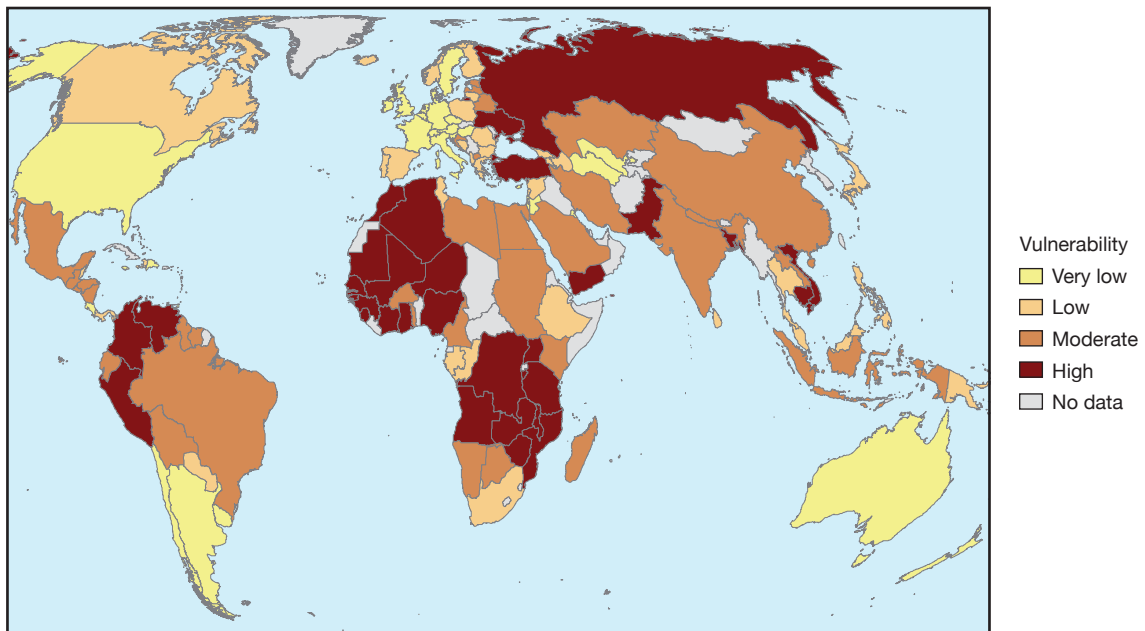 Vulnerability
Very low
Low
Moderate
High
No data